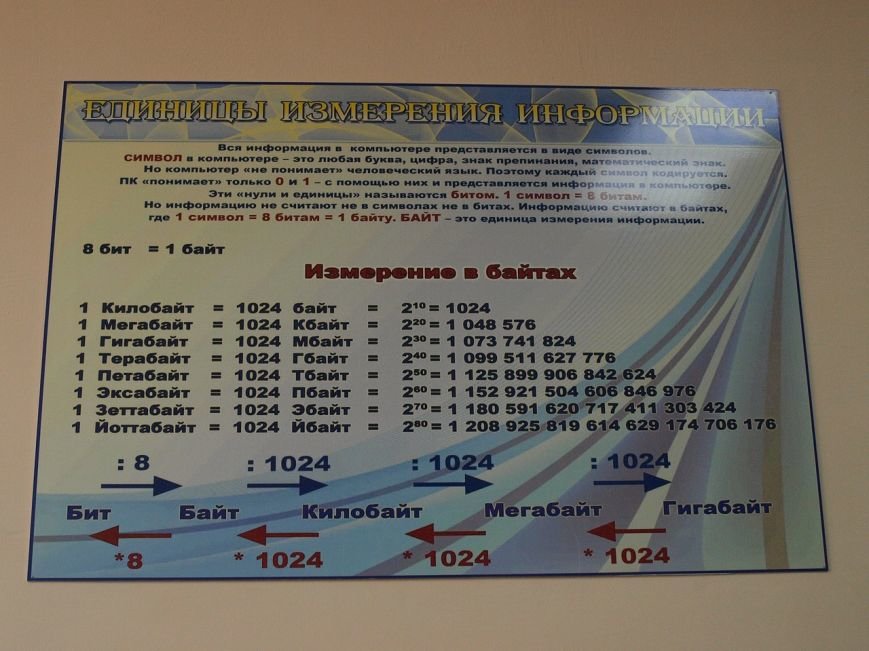 ЕДИНИЦЫ ИЗМЕРЕНИЯ ИНФОРМАЦИИ
Вся информация в компьютере представляется в виде символов.
СИМВОЛ в компьютере – это любая буква, цифра, знак препинания, математический знак.
Но компьютер «не понимает» человеческий язык. Поэтому каждый символ кодируется.
ПК «понимает» только 0 и 1 – с помощью них и представляется информация в компьютере.
Эти «нули и единицы» называются битом. 1 символ = 8 битам.
Но информацию не считают не в символах не в битах. Информацию считают в байтах,
где 1 символ = 8 битам = 1 байту. БАЙТ – это единица измерения информации.
8 бит = 1 байт
Измерение в байтах
1 Килобайт = 1024 байт = 2¹⁰ = 1024
1 Мегабайт = 1024 Кбайт = 2²⁰ = 1 048 576
1 Гигабайт = 1024 Мбайт = 2³⁰ = 1 073 741 824
1 Терабайт = 1024 Гбайт = 2⁴⁰ = 1 099 511 627 776
1 Петабайт = 1024 Тбайт = 2⁵⁰ = 1 125 899 906 842 624
1 Эксабайт = 1024 Пбайт = 2⁶⁰ = 1 152 921 504 606 846 976
1 Зеттабайт = 1024 Эбайт = 2⁷⁰ = 1 180 591 620 717 411 303 424
1 Йоттабайт = 1024 Йбайт = 2⁸⁰ = 1 208 925 819 614 629 174 706 176
: 8 : 1024 : 1024 : 1024
Бит Байт Килобайт Мегабайт Гигабайт
*8 * 1024 * 1024 * 1024